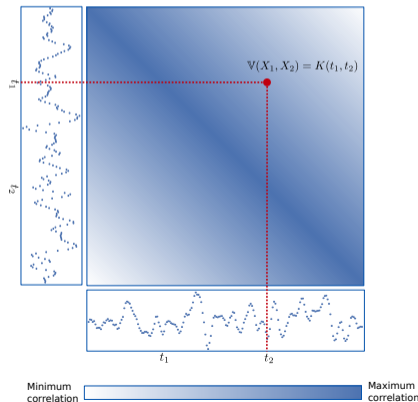 𝕍(X₁, X₂) = K(t₁, t₂)
t₁
t₂
t₁
t₂
Minimum
correlation
Maximum
correlation